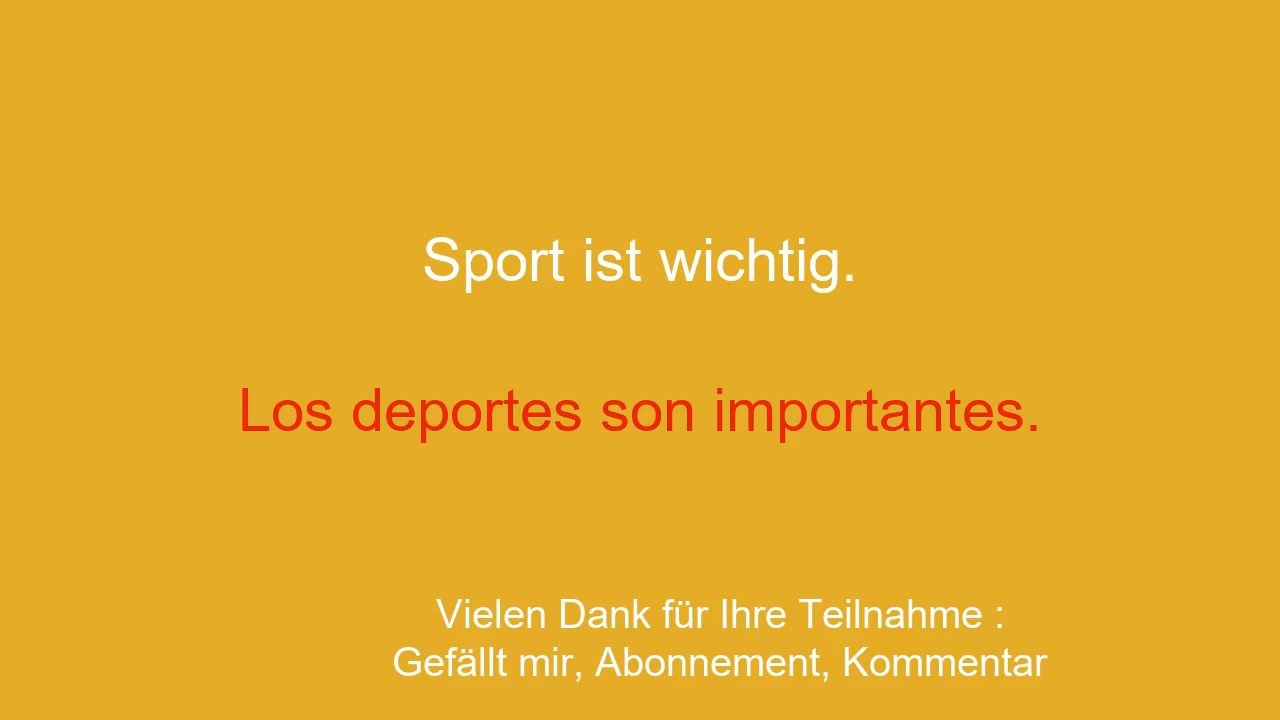 Sport ist wichtig.
Los deportes son importantes.
Vielen Dank für Ihre Teilnahme :
Gefällt mir, Abonnement, Kommentar